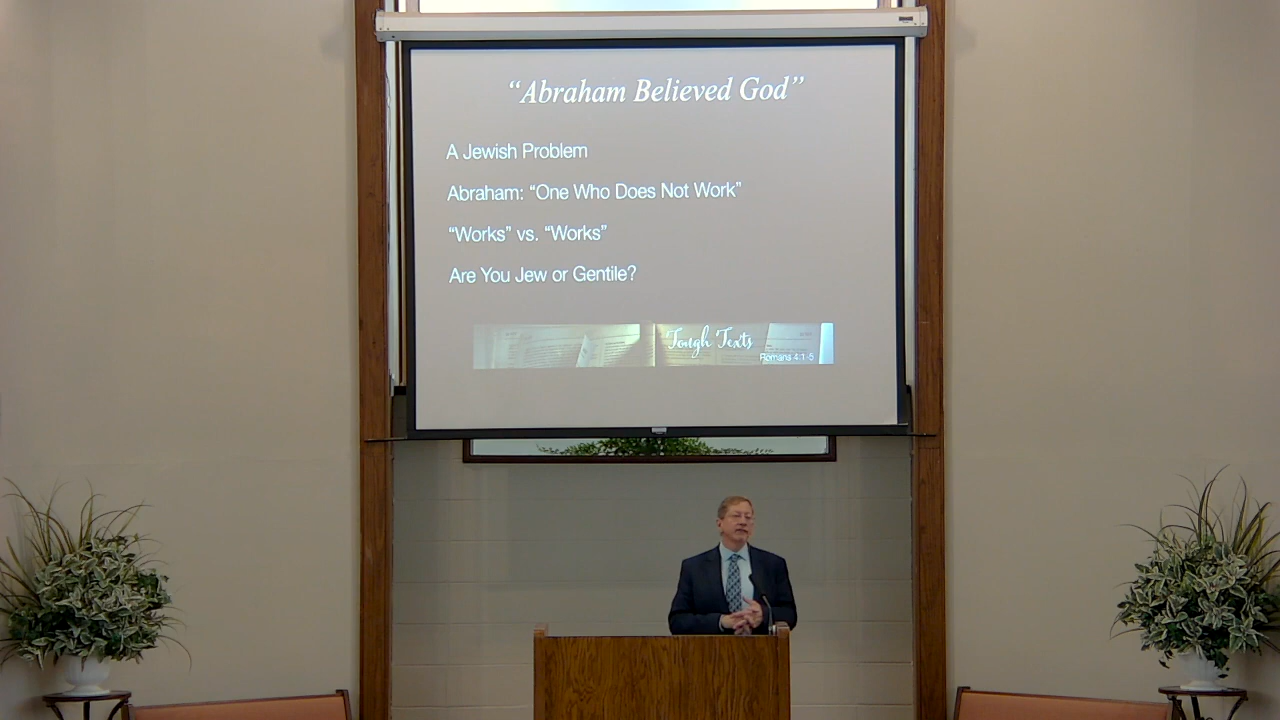 “Abraham Believed God”
A Jewish Problem
Abraham: “One Who Does Not Work”
“Works” vs. “Works”
Are You Jew or Gentile?
Tough Texts
Romans 4:1-5